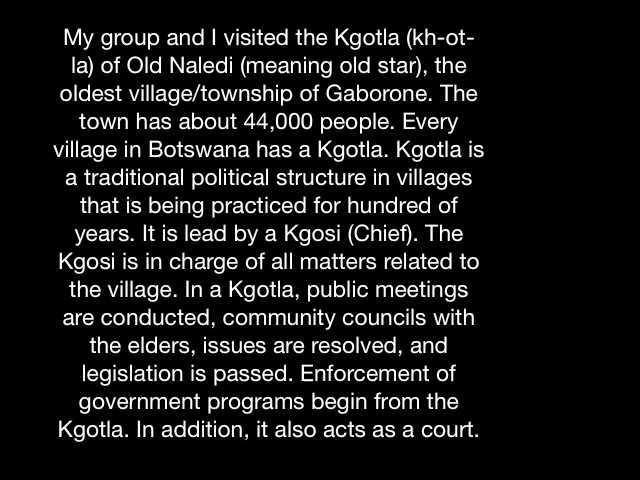 My group and I visited the Kgotla (kh-ot-
la) of Old Naledi (meaning old star), the
oldest village/township of Gaborone. The
town has about 44,000 people. Every
village in Botswana has a Kgotla. Kgotla is
a traditional political structure in villages
that is being practiced for hundred of
years. It is lead by a Kgosi (Chief). The
Kgosi is in charge of all matters related to
the village. In a Kgotla, public meetings
are conducted, community councils with
the elders, issues are resolved, and
legislation is passed. Enforcement of
government programs begin from the
Kgotla. In addition, it also acts as a court.